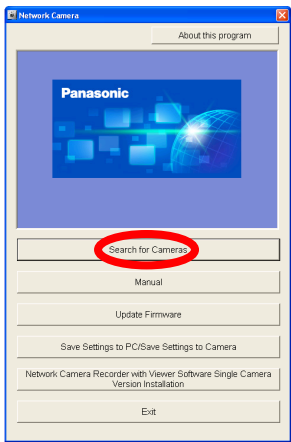 Network Camera
About this program
Panasonic
Search for Cameras
Manual
Update Firmware
Save Settings to PC/Save Settings to Camera
Network Camera Recorder with Viewer Software Single Camera
Version Installation
Exit